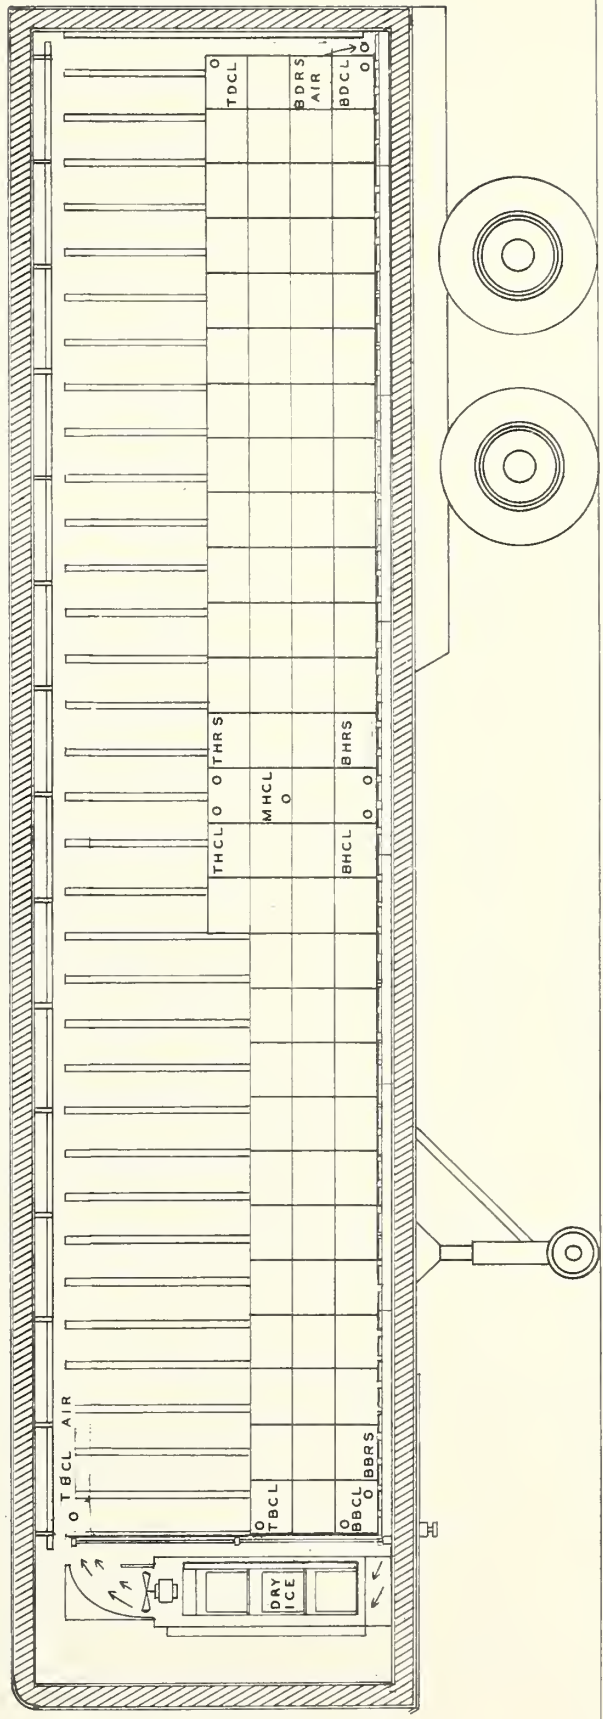 TBCL AIR
TDCL
BDRS
AIR
BDCL
THCL
THRS
MHCL
BHCL
BHRS
TBCL
BBCL
BBRS
DRY
ICE